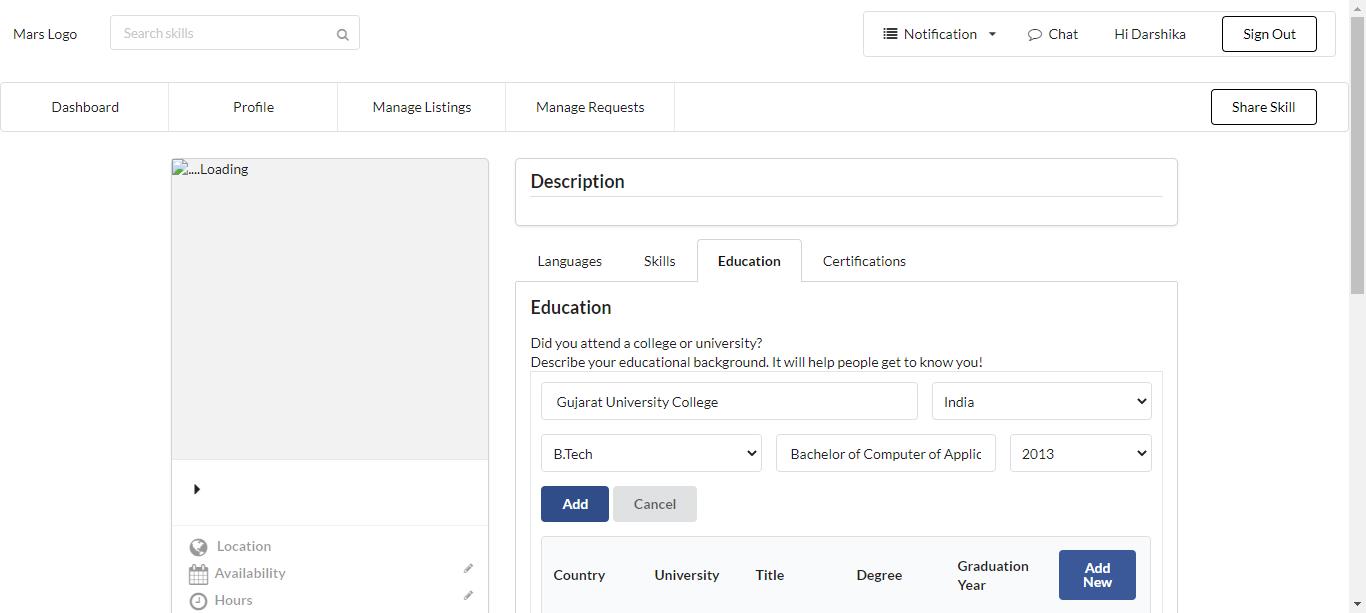 Mars Logo
Search skills
Notification
Chat
Hi Darshika
Sign Out
Dashboard
Profile
Manage Listings
Manage Requests
Share Skill
....Loading
Location
Availability
Hours
Description
Languages
Skills
Education
Certifications
Education
Did you attend a college or university?
Describe your educational background. It will help people get to know you!
Gujarat University College
India
B.Tech
Bachelor of Computer of Applic
2013
Add
Cancel
Country
University
Title
Degree
Graduation
Year
Add
New